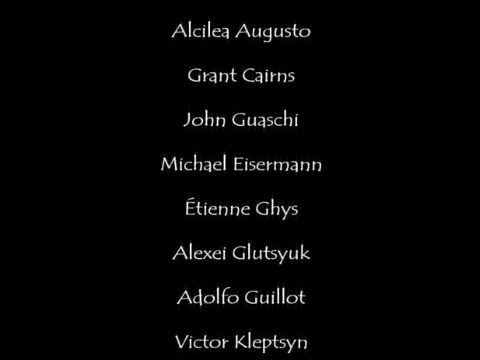 Alcilea Augusto
Grant Cairns
John Guaschi
Michael Eisermann
Étienne Ghys
Alexei Glutsyuk
Adolfo Guillot
Victor Kleptsyn